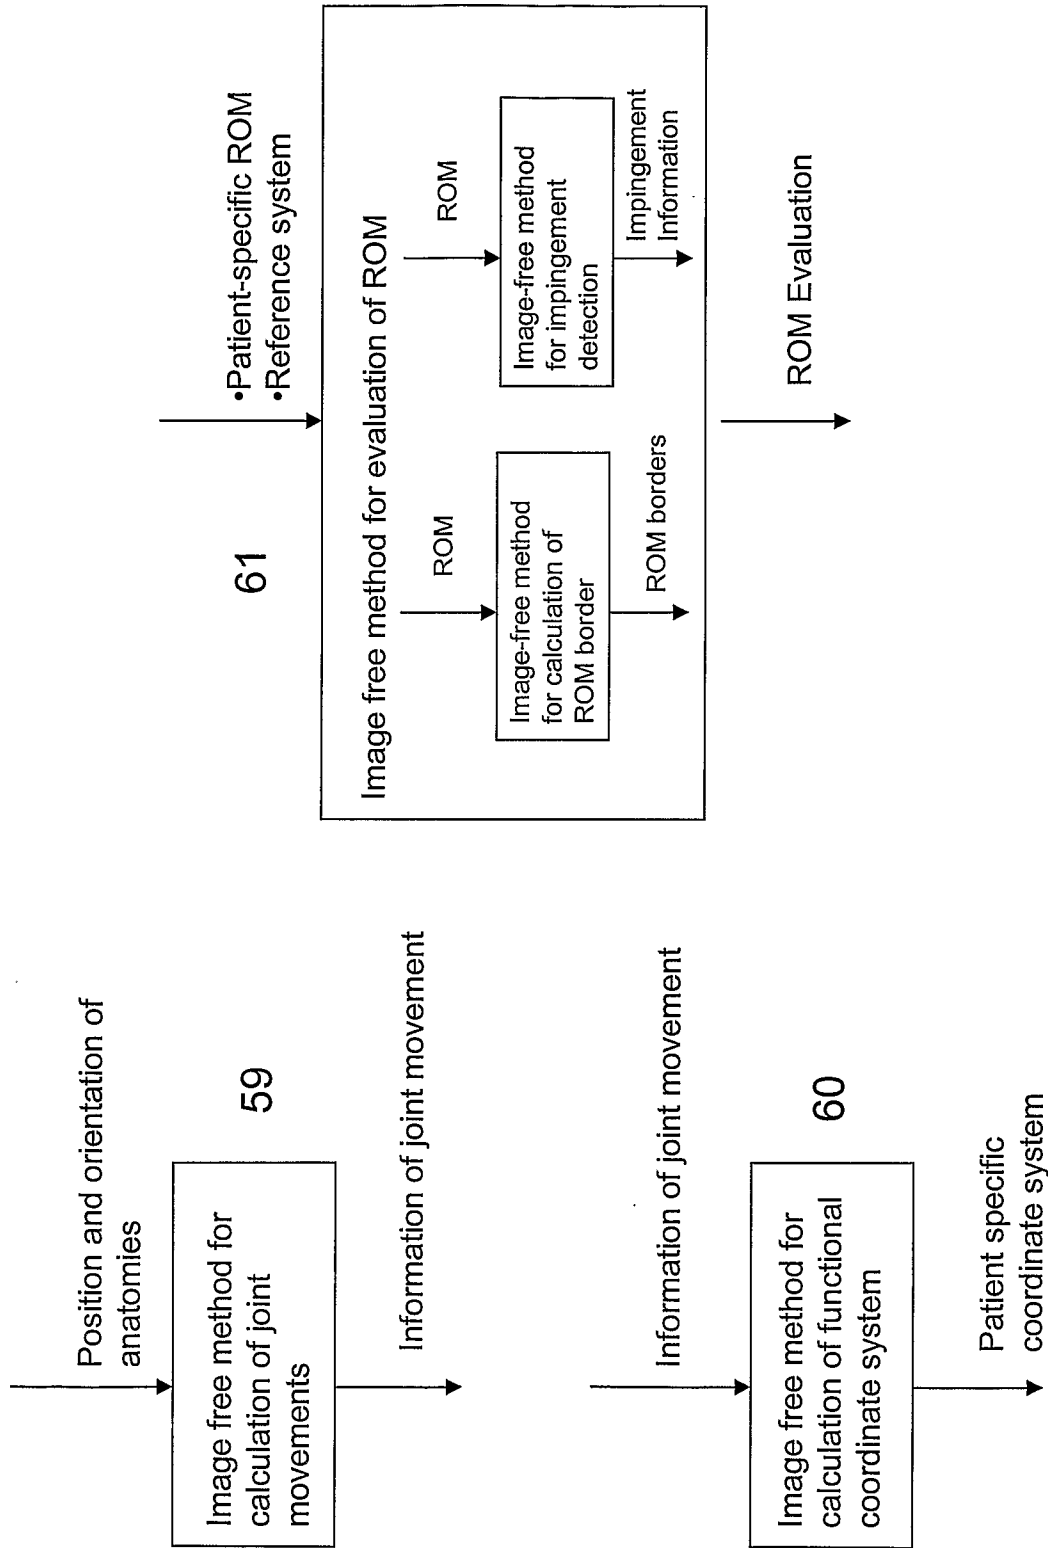 Position and orientation of
anatomies
Image free method for
calculation of joint
movements
59
Information of joint movement
Information of joint movement
Image free method for
calculation of functional
coordinate system
60
Patient specific
coordinate system
61
•Patient-specific ROM
•Reference system
Image free method for evaluation of ROM
ROM
Image-free method
for calculation of
ROM border
ROM borders
ROM
Image-free method
for impingement
detection
Impingement
Information
ROM Evaluation